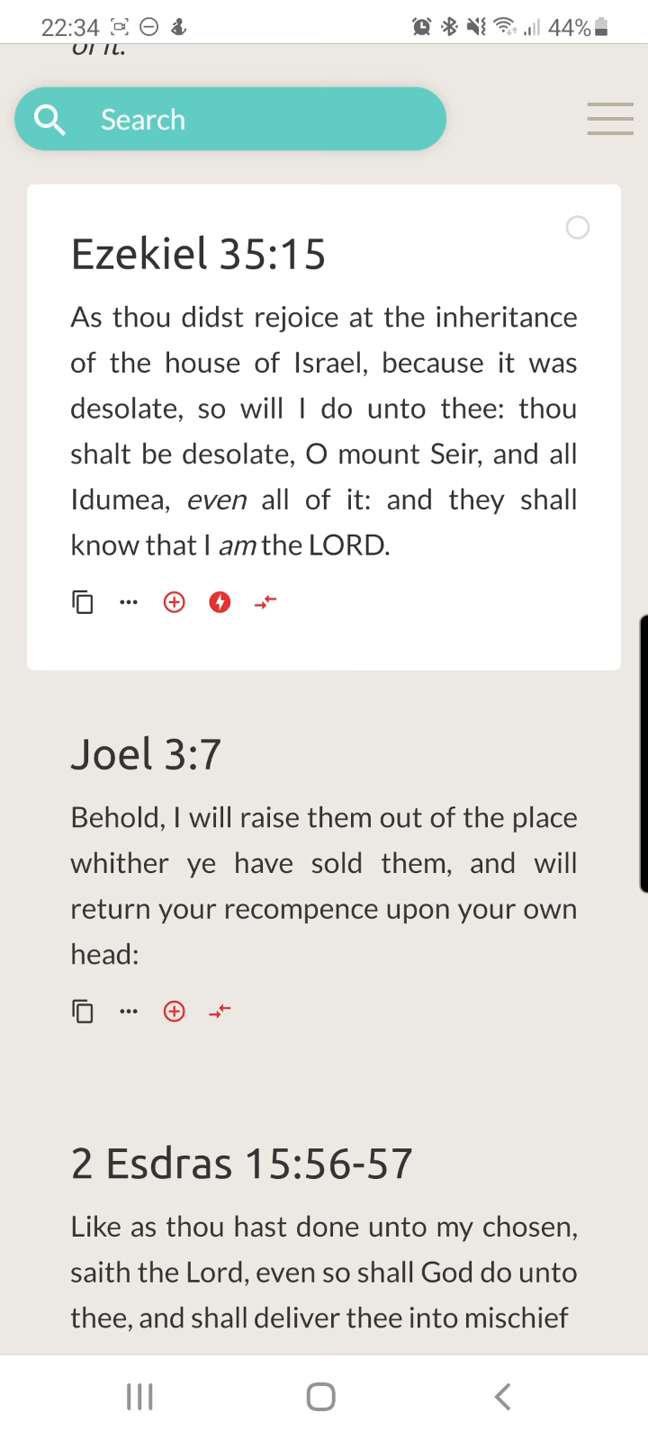 22:34
44%
of it.
Search
Ezekiel 35:15
As thou didst rejoice at the inheritance
of the house of Israel, because it was
desolate, so will I do unto thee: thou
shalt be desolate, O mount Seir, and all
Idumea, even all of it: and they shall
know that I am the LORD.
Joel 3:7
Behold, I will raise them out of the place
whither ye have sold them, and will
return your recompence upon your own
head:
2 Esdras 15:56-57
Like as thou hast done unto my chosen,
saith the Lord, even so shall God do unto
thee, and shall deliver thee into mischief